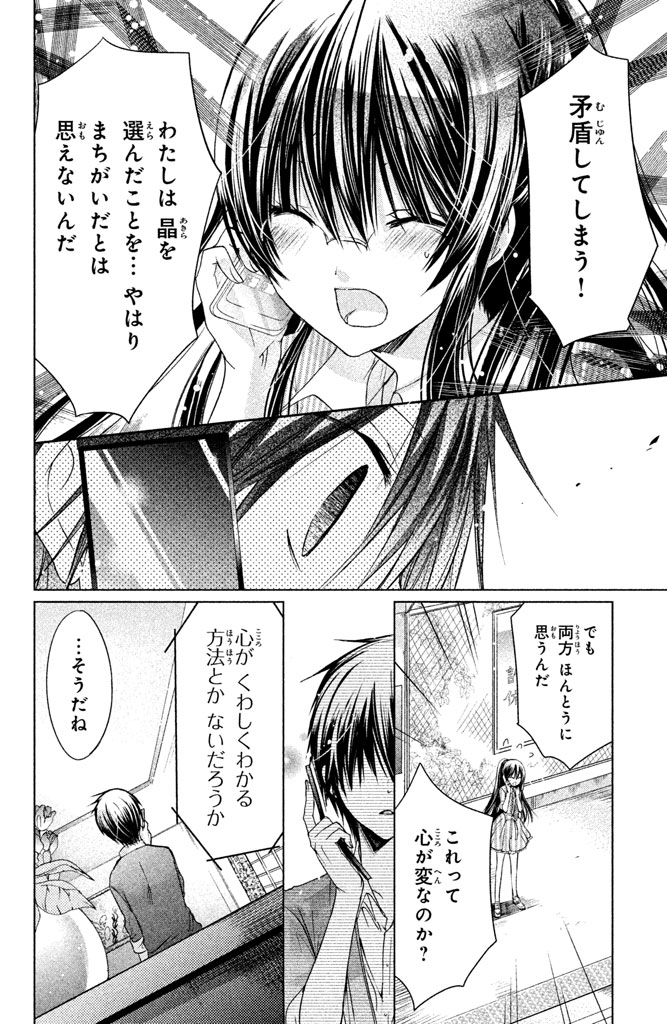 矛盾してしまう!
わたしは 晶を
選んだことを… やはり
まちがいだとは
思えないんだ
でも
両方 ほんとうに
思うんだ
これって
心が変なのか?
心が くわしくわかる
方法とか ないだろうか
…そうだね